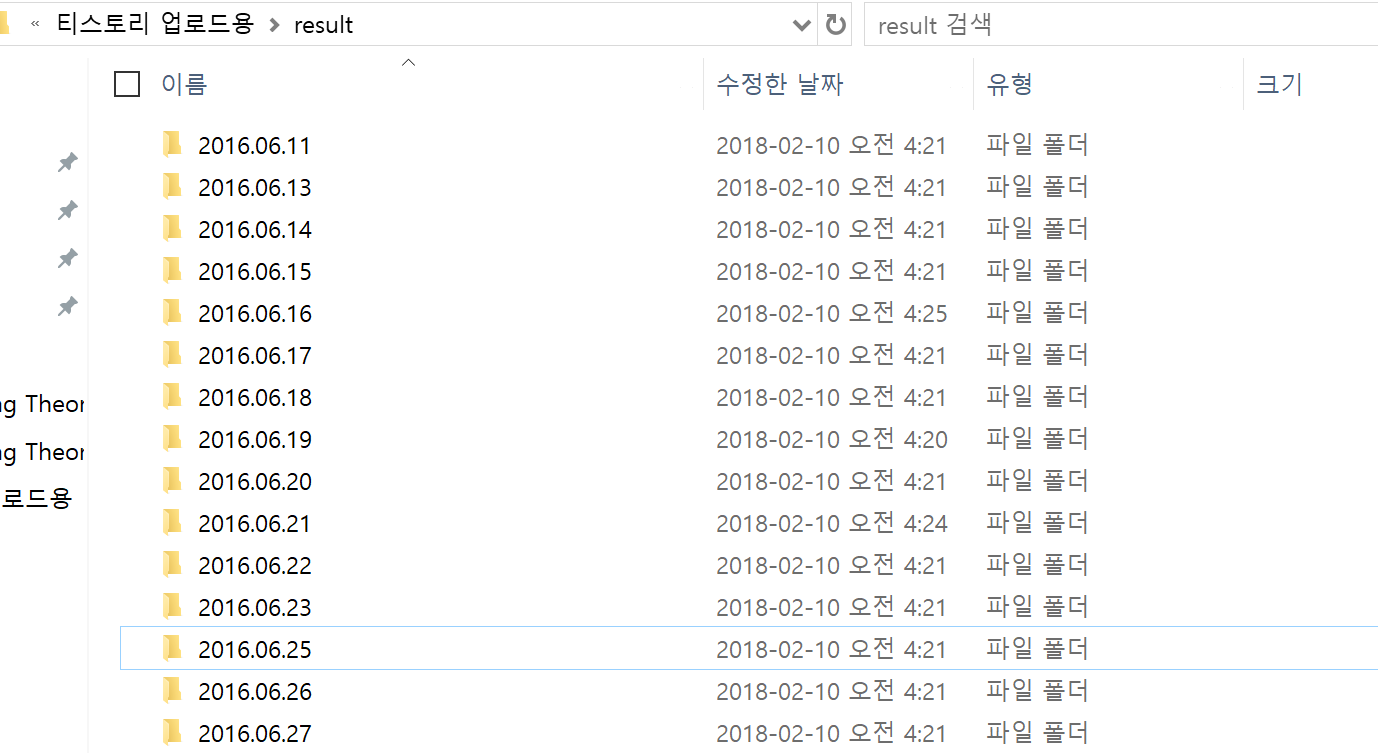 « 티스토리 업로드용 > result
result 검색
이름 수정한 날짜 유형 크기
2016.06.11 2018-02-10 오전 4:21 파일 폴더
2016.06.13 2018-02-10 오전 4:21 파일 폴더
2016.06.14 2018-02-10 오전 4:21 파일 폴더
2016.06.15 2018-02-10 오전 4:21 파일 폴더
2016.06.16 2018-02-10 오전 4:25 파일 폴더
2016.06.17 2018-02-10 오전 4:21 파일 폴더
2016.06.18 2018-02-10 오전 4:21 파일 폴더
2016.06.19 2018-02-10 오전 4:20 파일 폴더
2016.06.20 2018-02-10 오전 4:21 파일 폴더
2016.06.21 2018-02-10 오전 4:24 파일 폴더
2016.06.22 2018-02-10 오전 4:21 파일 폴더
2016.06.23 2018-02-10 오전 4:21 파일 폴더
2016.06.25 2018-02-10 오전 4:21 파일 폴더
2016.06.26 2018-02-10 오전 4:21 파일 폴더
2016.06.27 2018-02-10 오전 4:21 파일 폴더
ng Theor
ng Theor
로드용